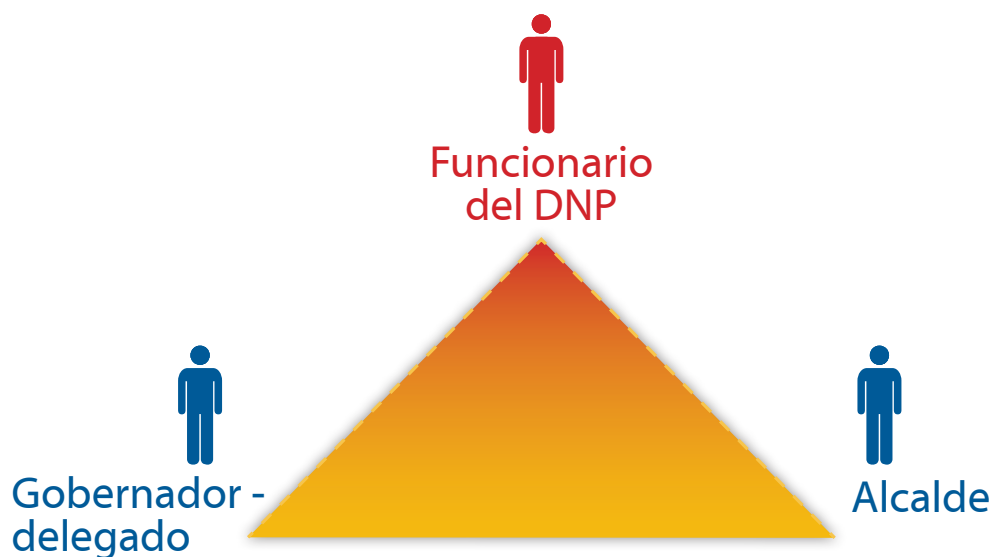 Funcionario
del DNP
Gobernador -
delegado
Alcalde